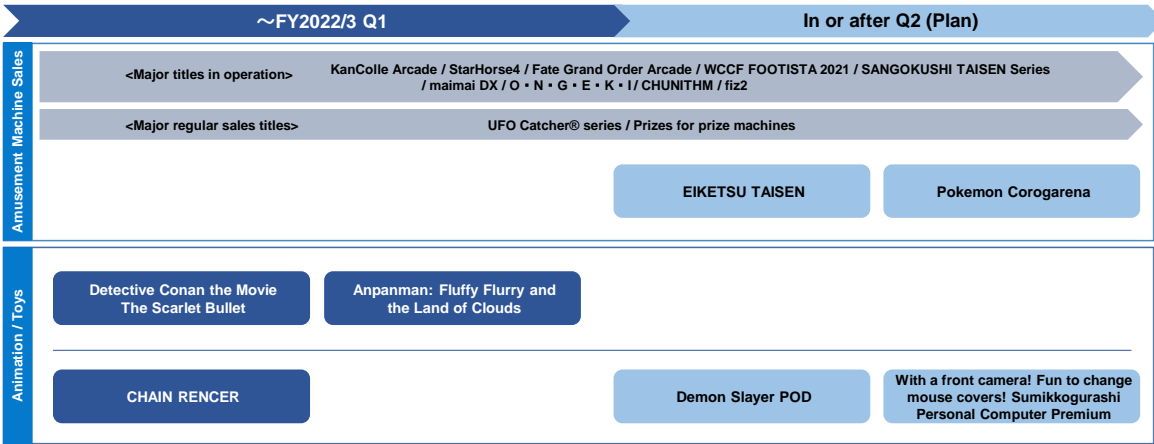 ～FY2022/3 Q1
In or after Q2 (Plan)
Amusement Machine Sales
<Major titles in operation>
KanColle Arcade / StarHorse4 / Fate Grand Order Arcade / WCCF FOOTISTA 2021 / SANGOKUSHI TAISEN Series
/ maimai DX / O・N・G・E・K・I / CHUNITHM / fiz2
<Major regular sales titles>
UFO Catcher® series / Prizes for prize machines
EIKETSU TAISEN
Pokemon Corogarena
Animation / Toys
Detective Conan the Movie
The Scarlet Bullet
Anpanman: Fluffy Flurry and
the Land of Clouds
CHAIN RENCER
Demon Slayer POD
With a front camera! Fun to change
mouse covers! Sumikkogurashi
Personal Computer Premium